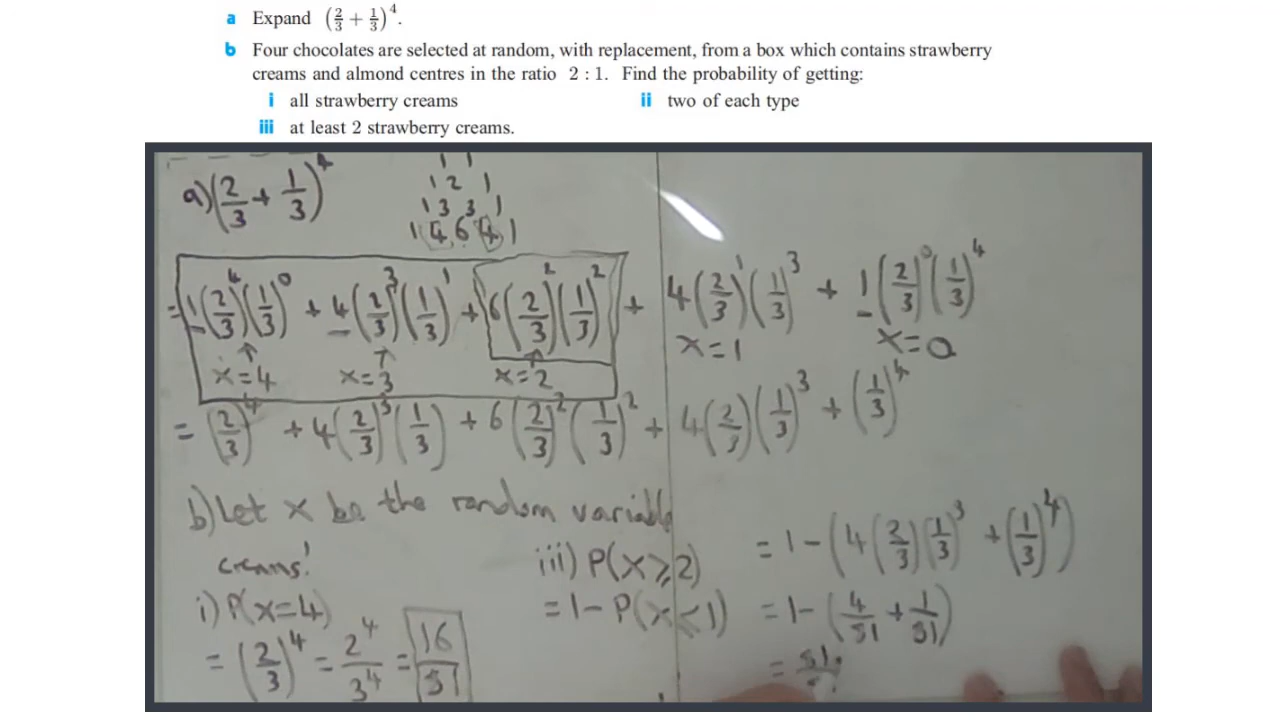 a Expand (2/3 + 1/3)^4.
b Four chocolates are selected at random, with replacement, from a box which contains strawberry
creams and almond centres in the ratio 2 : 1. Find the probability of getting:
i all strawberry creams
ii two of each type
iii at least 2 strawberry creams.
1 1
1 2 1
1 3 3 1
1 4 6 4 1
a) (2/3 + 1/3)^4
= 1(2/3)^4(1/3)^0 + 4(2/3)^3(1/3)^1 + 6(2/3)^2(1/3)^2 + 4(2/3)^1(1/3)^3 + 1(2/3)^0(1/3)^4
x=4 x=3 x=2 x=1 x=0
= (2/3)^4 + 4(2/3)^3(1/3) + 6(2/3)^2(1/3)^2 + 4(2/3)(1/3)^3 + (1/3)^4
b) Let x be the random variable
creams!
i) P(x=4)
= (2/3)^4 = 2^4/3^4 = 16/81
iii) P(x≥2)
= 1 - P(x<1)
= 1 - (4(2/3)(1/3)^3 + (1/3)^4)
= 1 - (4/81 + 1/81)
= 81